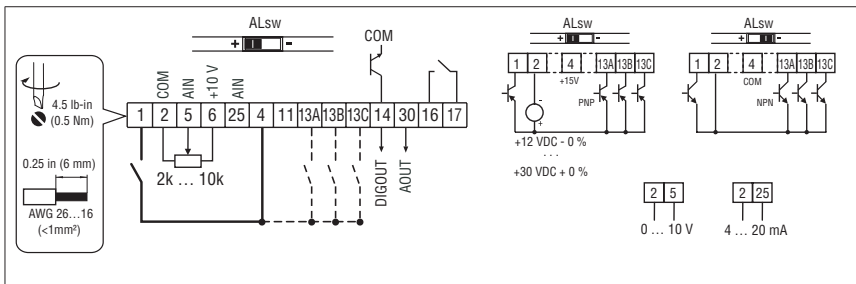 ALsw
+ -
COM
4.5 lb-in
(0.5 Nm)
0.25 in (6 mm)
AWG 26...16
(<1mm²)
COM
AIN
+10 V
AIN
1 2 5 6 25 4 11 13A 13B 13C 14 30 16 17
2k ... 10k
DIGOUT
AOUT
ALsw
+ -
1 2 4 13A 13B 13C
+15V
PNP
-
+
+12 VDC - 0 %
...
+30 VDC + 0 %
ALsw
+ -
1 2 4 13A 13B 13C
COM
NPN
2 5
0 ... 10 V
2 25
4 ... 20 mA